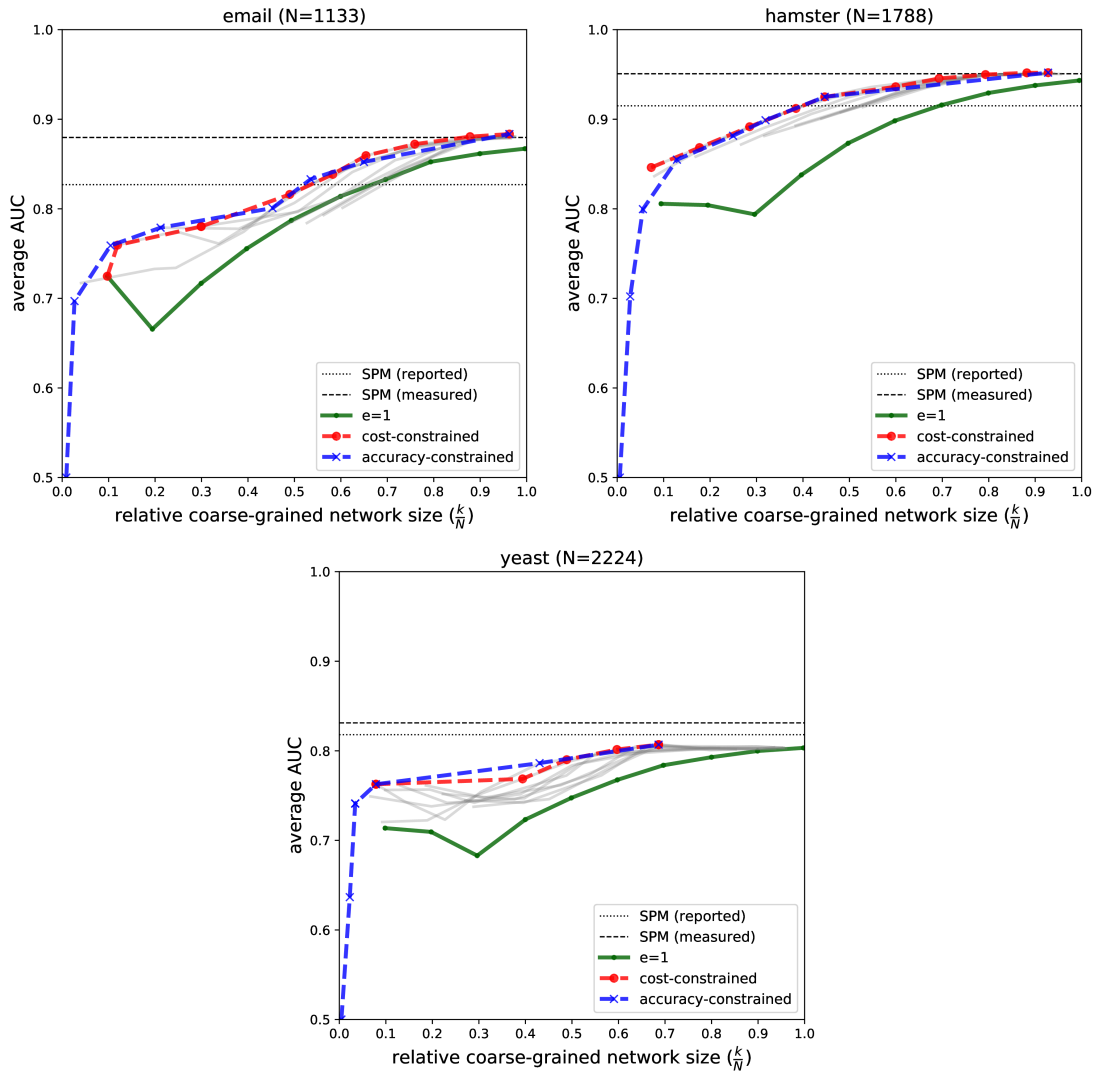 email (N=1133)
1.0
0.9
0.8
0.7
0.6
0.5
average AUC
SPM (reported)
SPM (measured)
e=1
cost-constrained
accuracy-constrained
0.0 0.1 0.2 0.3 0.4 0.5 0.6 0.7 0.8 0.9 1.0
relative coarse-grained network size (k/N)
hamster (N=1788)
1.0
0.9
0.8
0.7
0.6
0.5
average AUC
SPM (reported)
SPM (measured)
e=1
cost-constrained
accuracy-constrained
0.0 0.1 0.2 0.3 0.4 0.5 0.6 0.7 0.8 0.9 1.0
relative coarse-grained network size (k/N)
yeast (N=2224)
1.0
0.9
0.8
0.7
0.6
0.5
average AUC
SPM (reported)
SPM (measured)
e=1
cost-constrained
accuracy-constrained
0.0 0.1 0.2 0.3 0.4 0.5 0.6 0.7 0.8 0.9 1.0
relative coarse-grained network size (k/N)